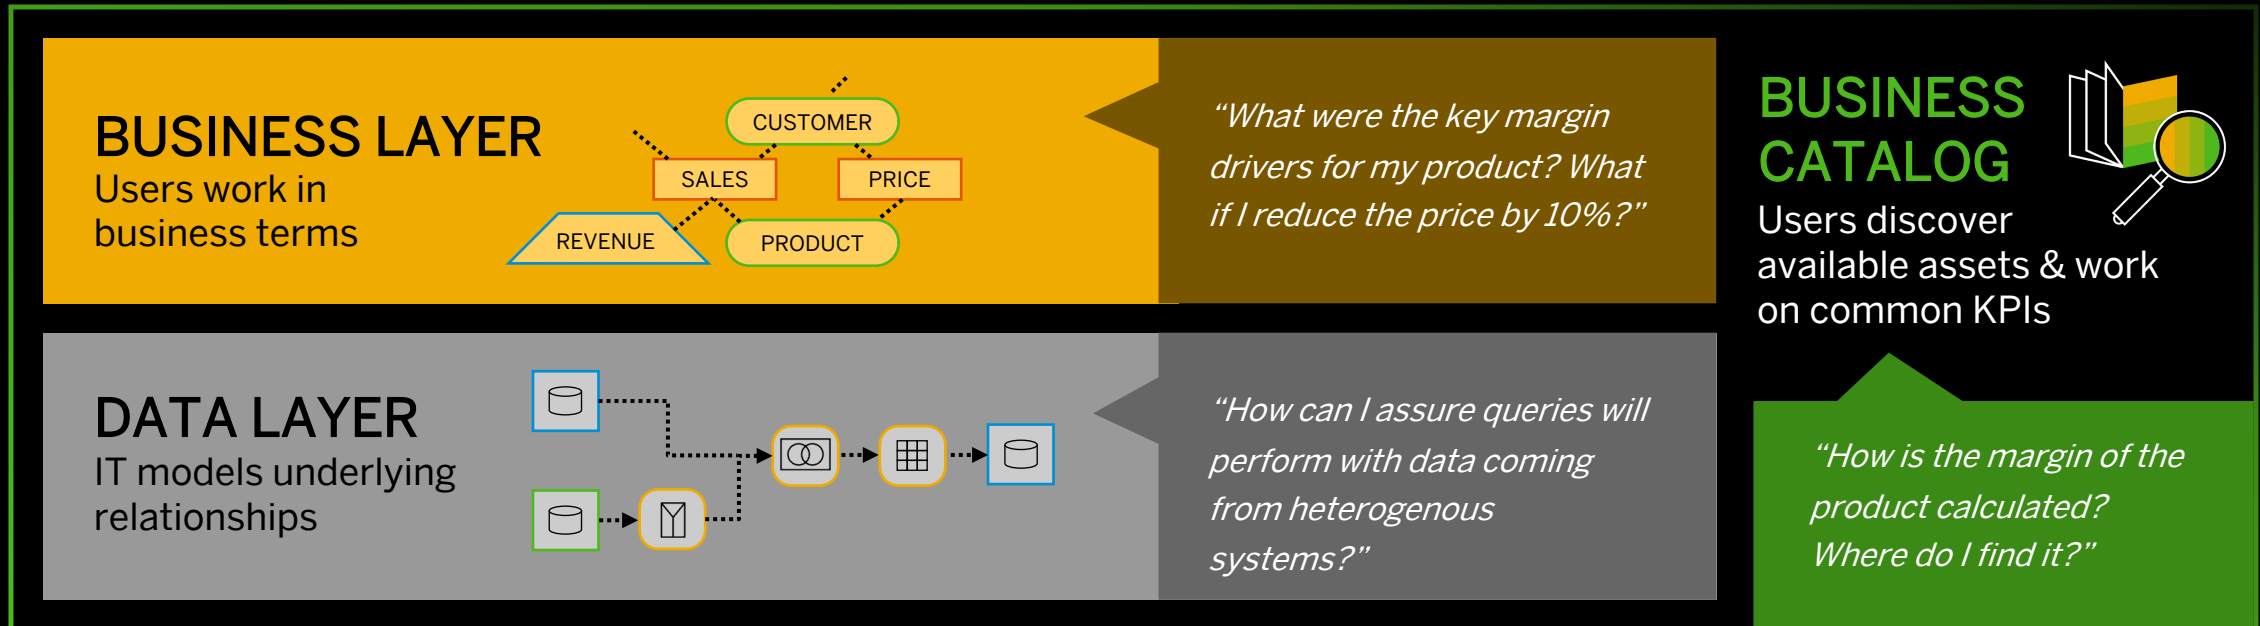 BUSINESS LAYER
Users work in
business terms
CUSTOMER
SALES
PRICE
REVENUE
PRODUCT
“What were the key margin
drivers for my product? What
if I reduce the price by 10%?”
DATA LAYER
IT models underlying
relationships
“How can I assure queries will
perform with data coming
from heterogenous
systems?”
BUSINESS
CATALOG
Users discover
available assets & work
on common KPIs
“How is the margin of the
product calculated?
Where do I find it?”